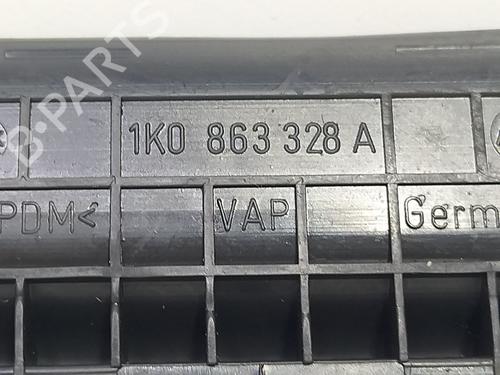 B-PARTS
1K0 863 328 A
PDM< VAP Germ